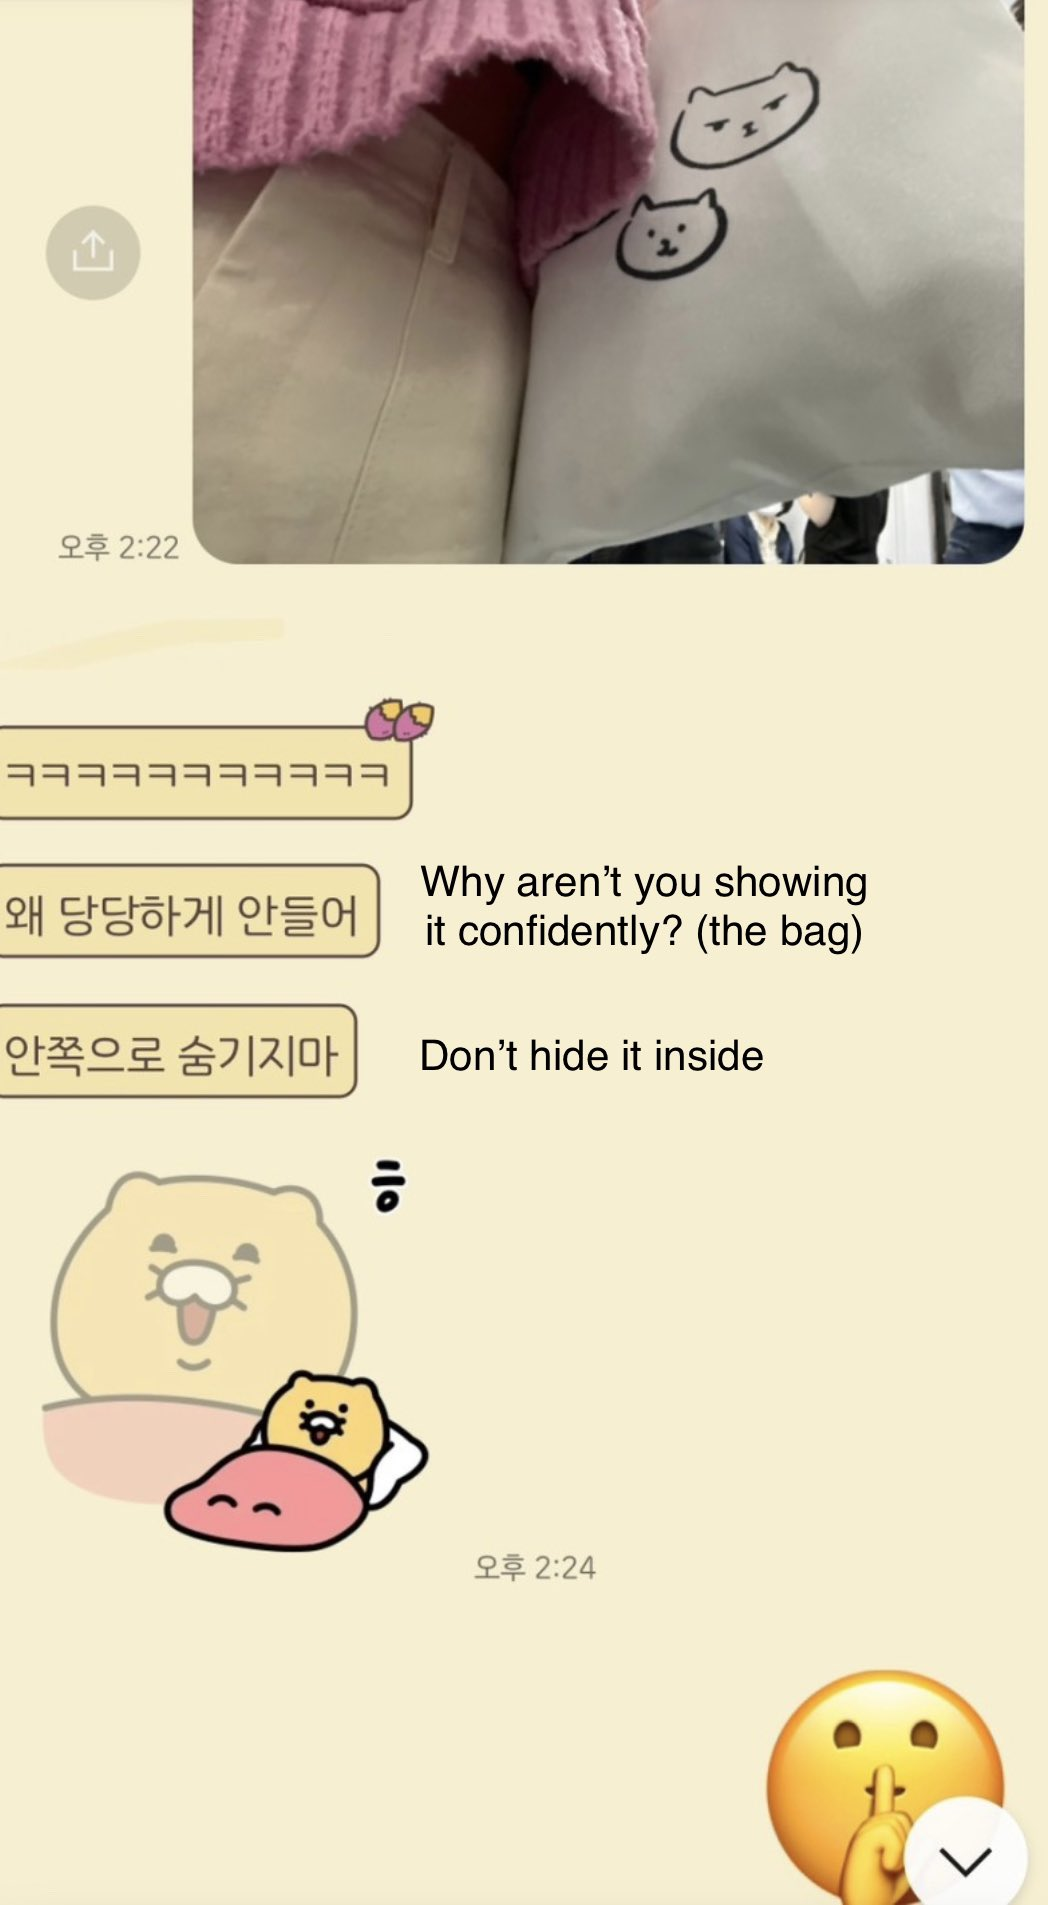 오후 2:22
ㅋㅋㅋㅋㅋㅋㅋㅋㅋㅋㅋ
왜 당당하게 안들어
Why aren’t you showing
it confidently? (the bag)
안쪽으로 숨기지마
Don’t hide it inside
오후 2:24